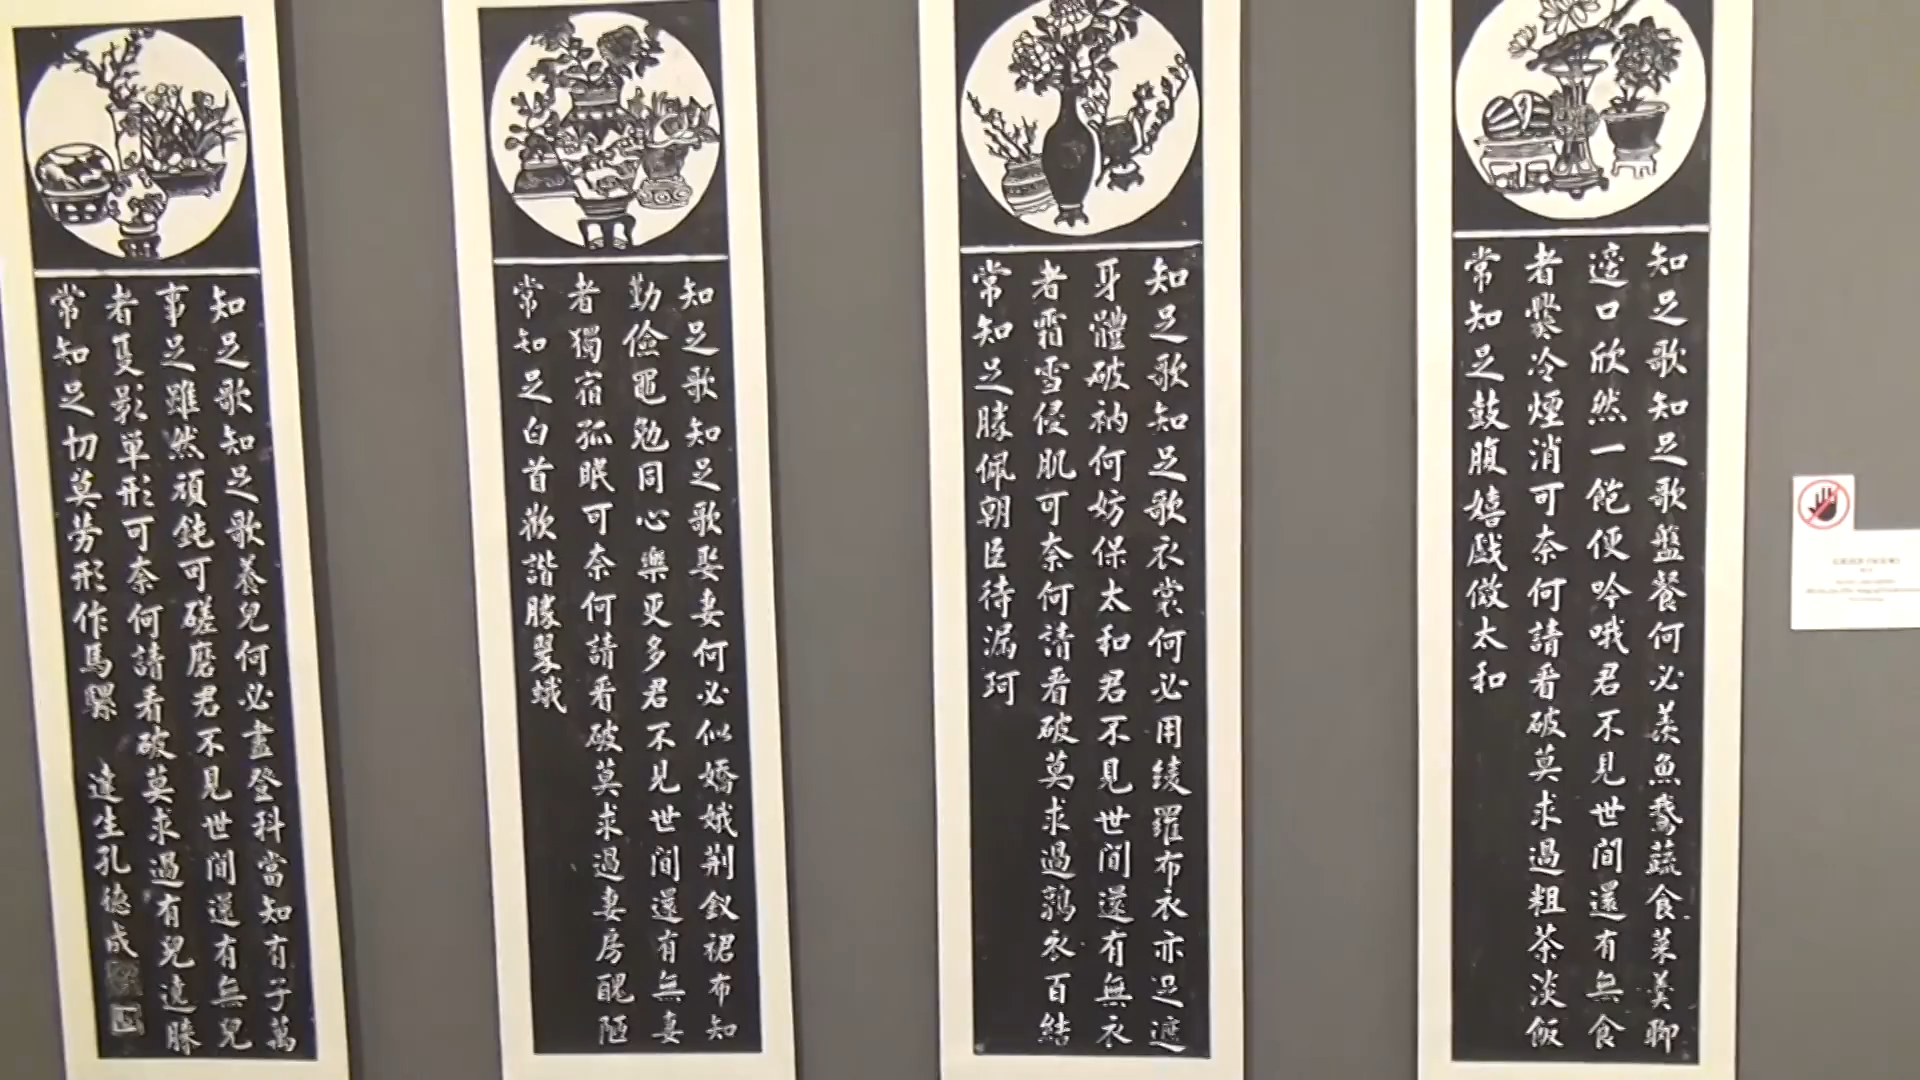 知足歌知足歌盤餐何必羨魚鵞蔬食菜羹聊
適口欣然一飽便吟哦君不見世間還有無食
者爨冷煙消可奈何請看破莫求過粗茶淡飯
常知足鼓腹嬉戲微太和
知足歌知足歌衣裳何必用綾羅布衣亦足遮
身體破衲何妨保太和君不見世間還有無衣
者霜雪侵肌可奈何請看破莫求過鶉衣百結
常知足勝佩朝臣待漏珂
知足歌知足歌娶妻何必似嬌娥荊釵裙布知
勤儉黽勉同心樂更多君不見世間還有無妻
者獨宿孤眠可奈何請看破莫求過妻房醜陋
常知足白首歡諧勝翠蛾
知足歌知足歌養兒何必盡登科當知有子萬
事足雖然頑鈍可磋磨君不見世間還有無兒
者隻影單形可奈何請看破莫求過有兒遠勝
常知足切莫勞形作馬騾
達生孔德成